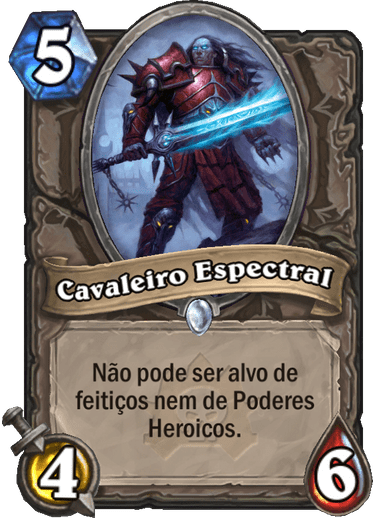 5
Cavaleiro Espectral
Não pode ser alvo de
feitiços nem de Poderes
Heroicos.
4
6